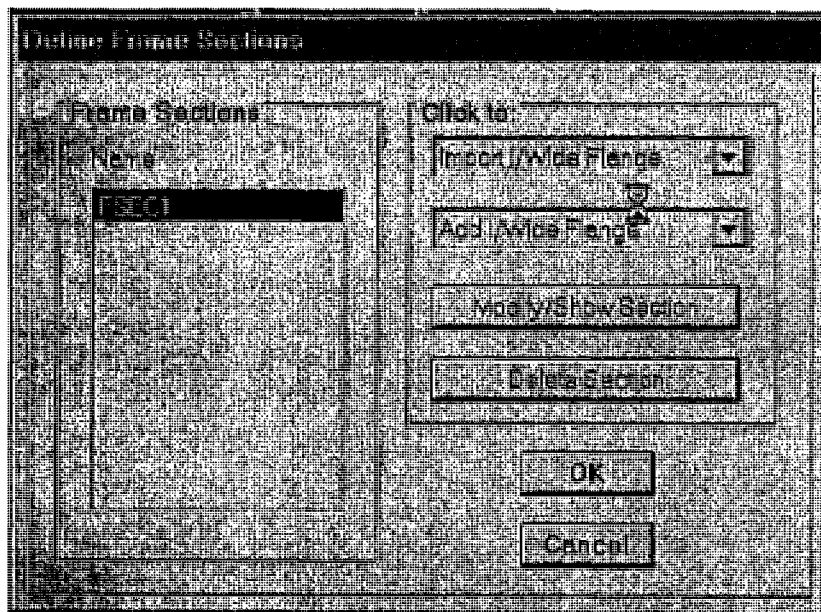 Define Frame Sections
Frame Sections
Name
FSEC1
Click to:
Import I/Wide Flange
Add I/Wide Flange
Modify/Show Section
Delete Section
OK
Cancel